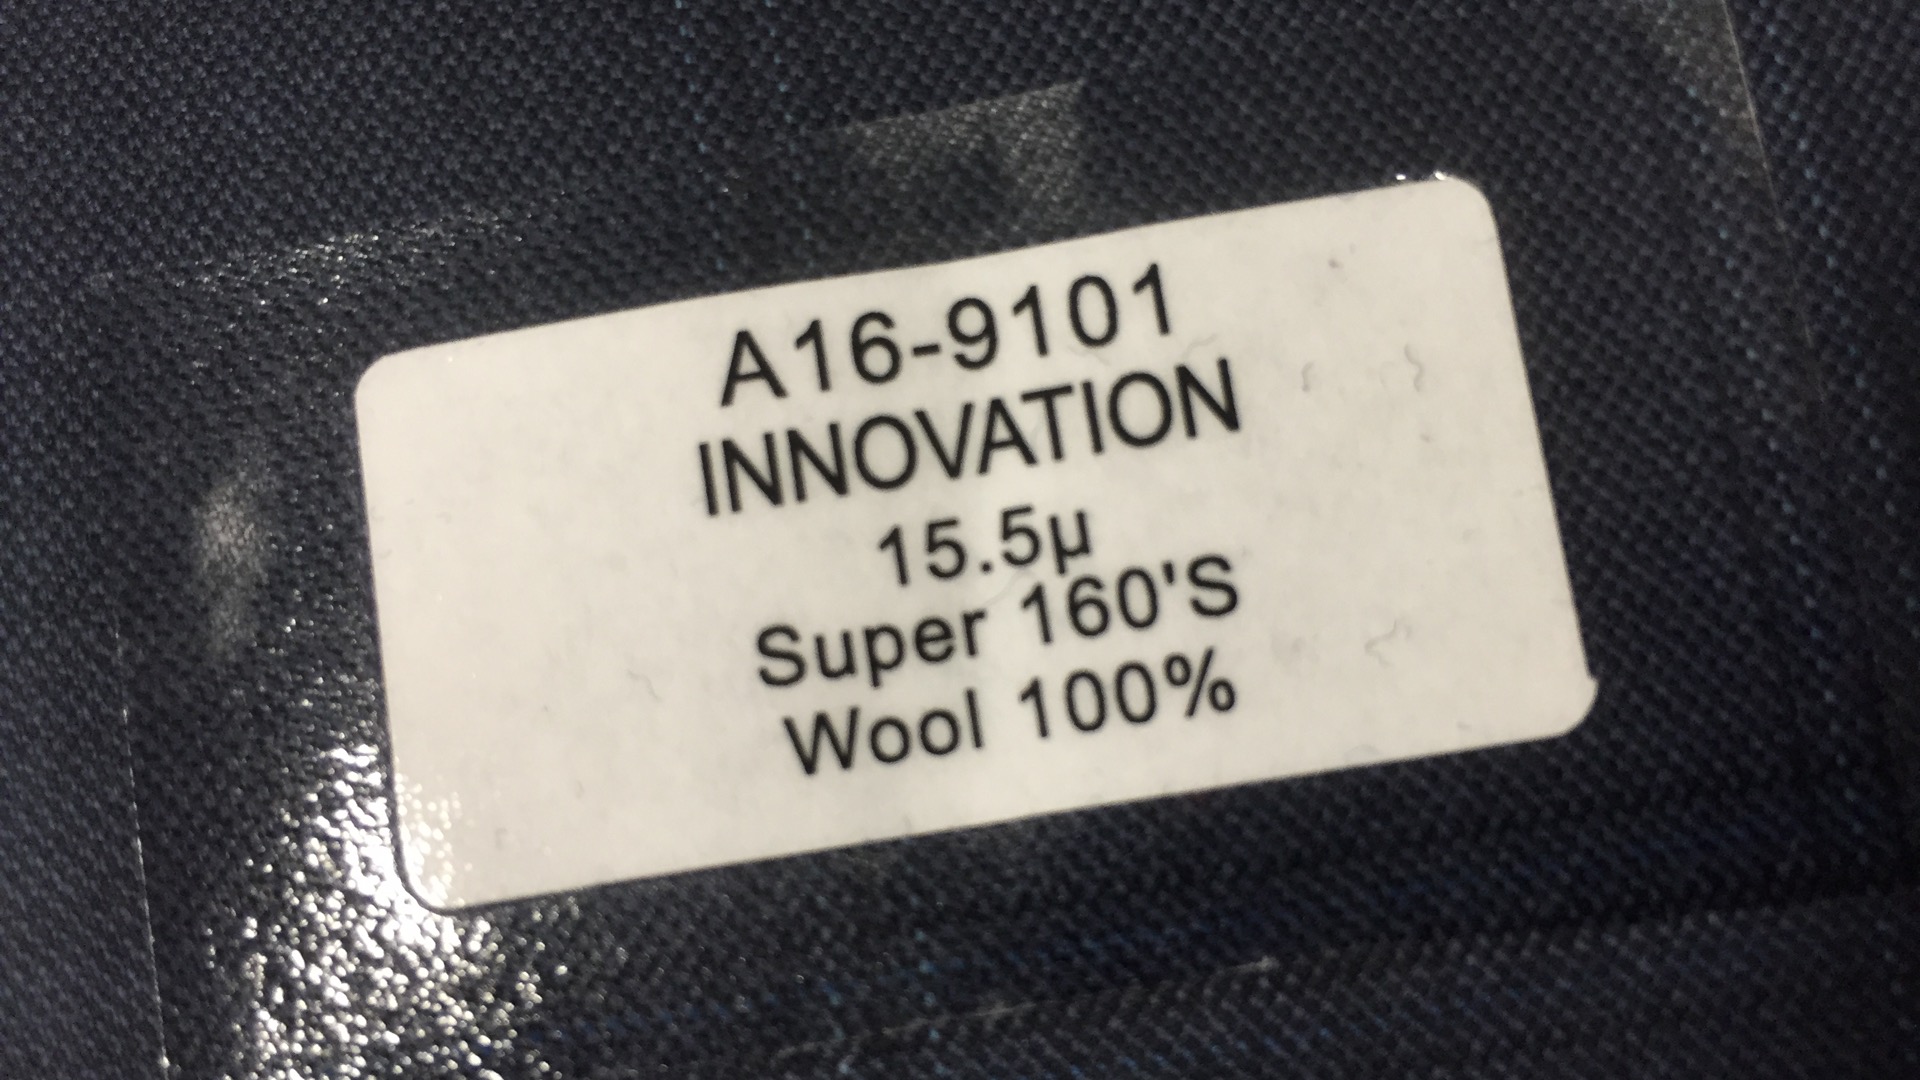 A16-9101
INNOVATION
15.5µ
Super 160'S
Wool 100%